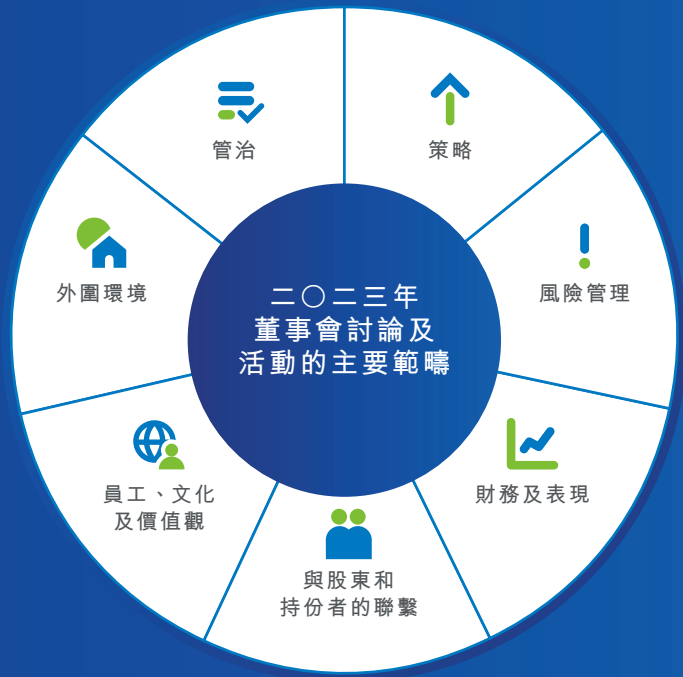 二〇二三年
董事會討論及
活動的主要範疇
策略
風險管理
財務及表現
與股東和
持份者的聯繫
員工、文化
及價值觀
外圍環境
管治